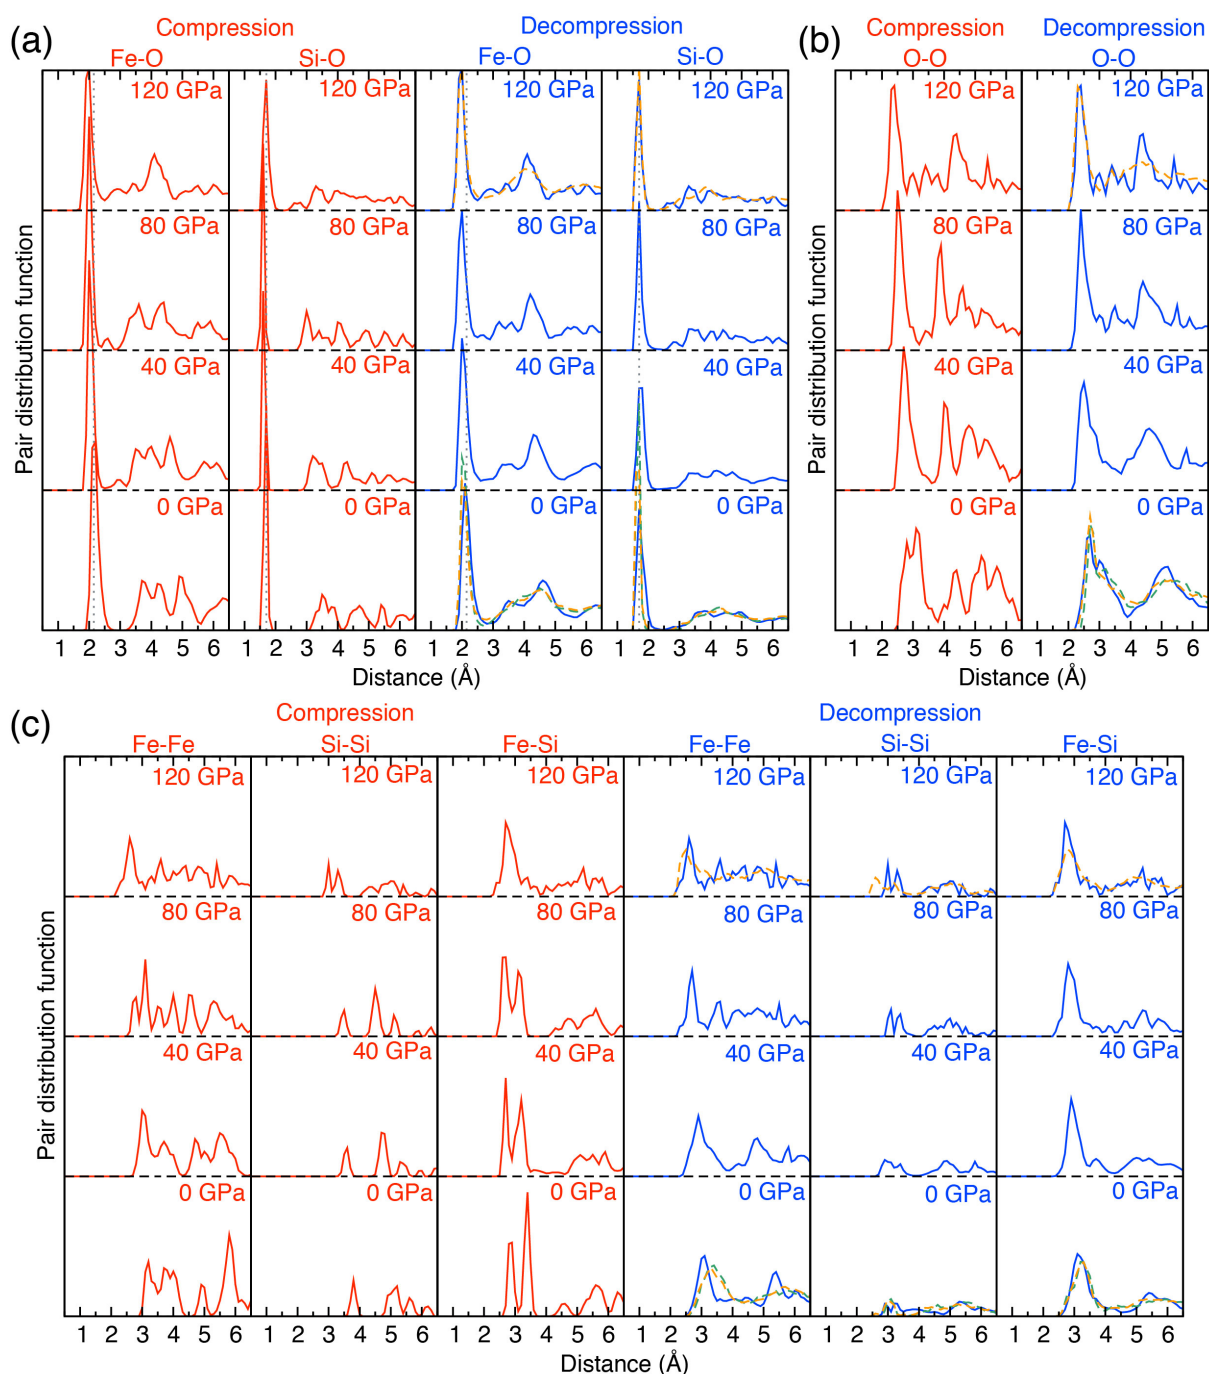 (a)
Compression
Decompression
Fe-O
Si-O
Fe-O
Si-O
120 GPa
120 GPa
120 GPa
120 GPa
80 GPa
80 GPa
80 GPa
80 GPa
40 GPa
40 GPa
40 GPa
40 GPa
0 GPa
0 GPa
0 GPa
0 GPa
Pair distribution function
1 2 3 4 5 6
1 2 3 4 5 6
1 2 3 4 5 6
1 2 3 4 5 6
Distance (Å)
(b)
Compression
Decompression
O-O
O-O
120 GPa
120 GPa
80 GPa
80 GPa
40 GPa
40 GPa
0 GPa
0 GPa
Pair distribution function
1 2 3 4 5 6
1 2 3 4 5 6
Distance (Å)
(c)
Compression
Decompression
Fe-Fe
Si-Si
Fe-Si
Fe-Fe
Si-Si
Fe-Si
120 GPa
120 GPa
120 GPa
120 GPa
120 GPa
120 GPa
80 GPa
80 GPa
80 GPa
80 GPa
80 GPa
80 GPa
40 GPa
40 GPa
40 GPa
40 GPa
40 GPa
40 GPa
0 GPa
0 GPa
0 GPa
0 GPa
0 GPa
0 GPa
Pair distribution function
1 2 3 4 5 6
1 2 3 4 5 6
1 2 3 4 5 6
1 2 3 4 5 6
1 2 3 4 5 6
1 2 3 4 5 6
Distance (Å)